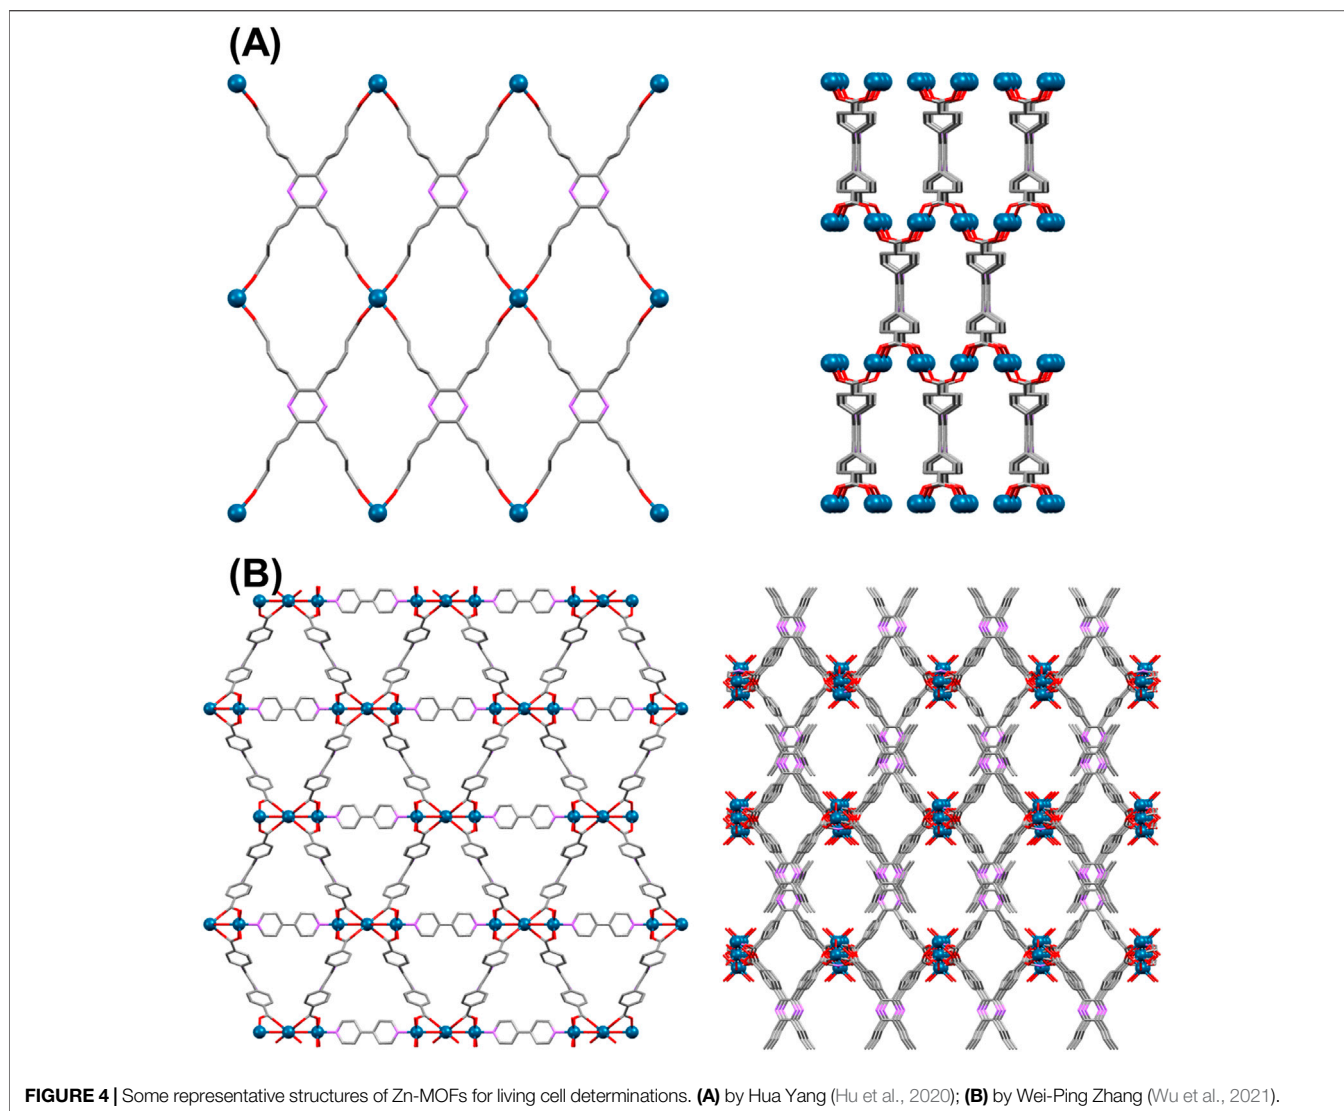 (A)
(B)
FIGURE 4 | Some representative structures of Zn-MOFs for living cell determinations. (A) by Hua Yang (Hu et al., 2020); (B) by Wei-Ping Zhang (Wu et al., 2021).